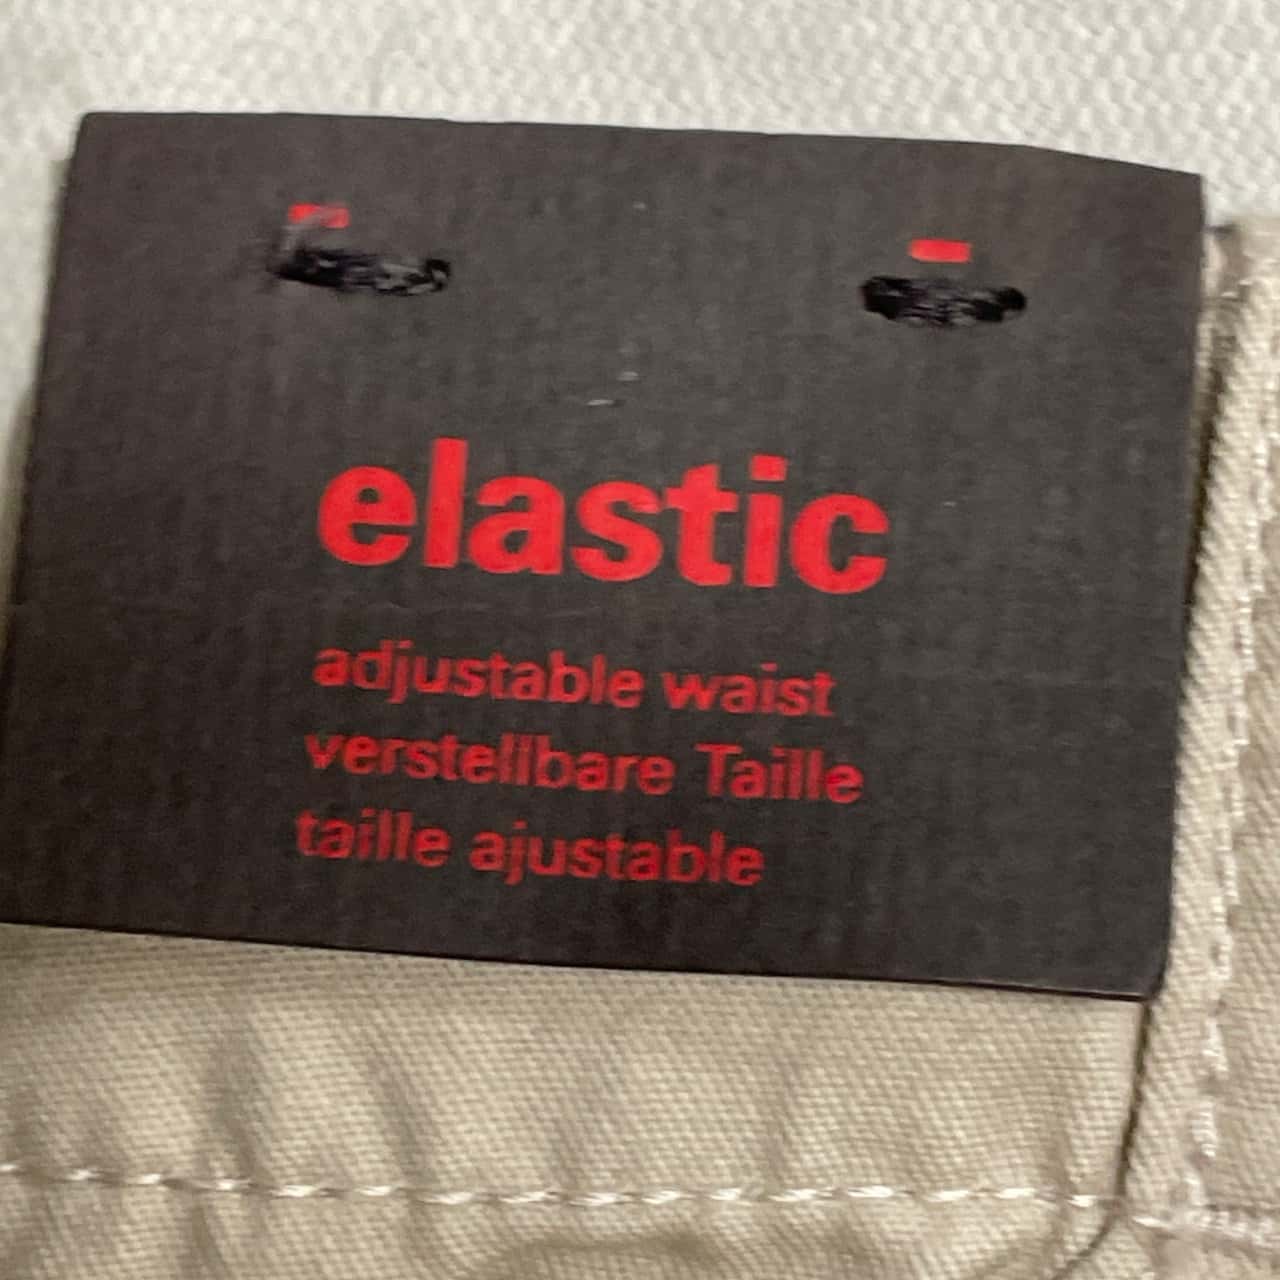 elastic
adjustable waist
verstellbare Taille
taille ajustable